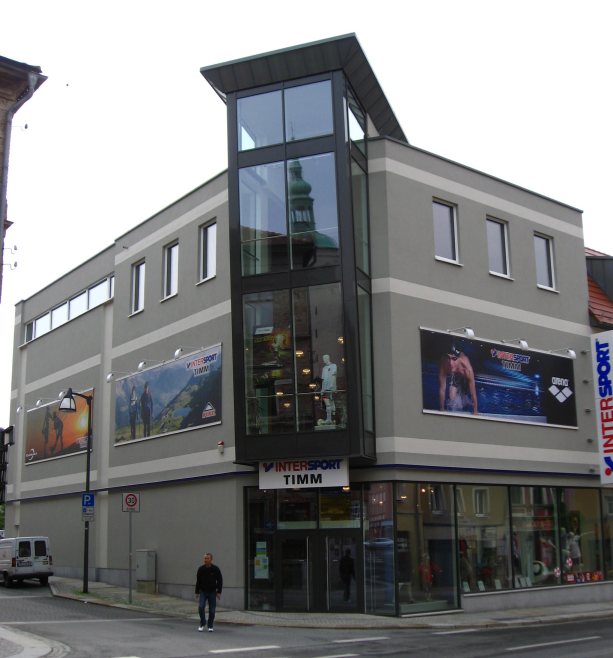 INTERSPORT
TIMM
INTERSPORT
TIMM
arena
INTERSPORT
TIMM
INTERSPORT
P
30